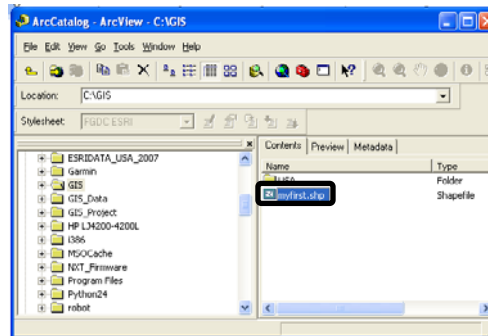 ArcCatalog - ArcView - C:\GIS
File Edit View Go Tools Window Help
Location: C:\GIS
Stylesheet: FGDC ESRI
Contents Preview Metadata
Name Type
ESRIDATA_USA_2007
Garmin
GIS
GIS_Data
GIS_Project
HP LJ4200-4200L
i386
MSOCache
NXT_Firmware
Program Files
Python24
robot
USA Folder
myfirst.shp Shapefile